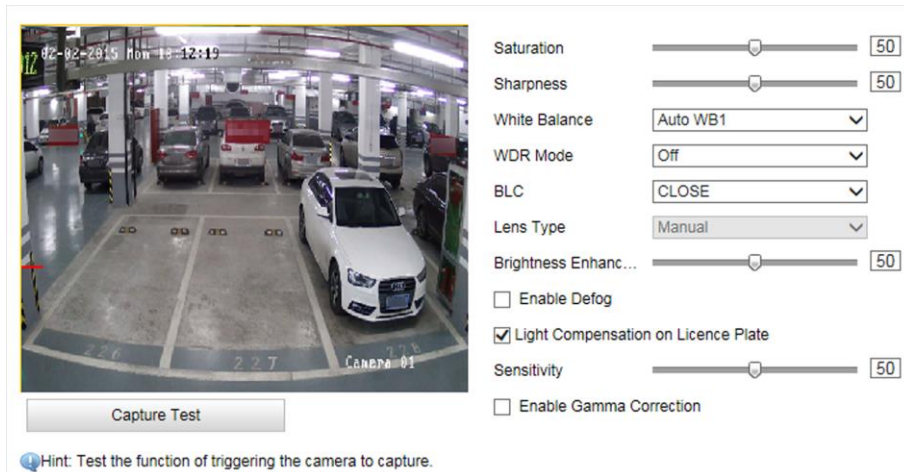 02-02-2015 Mon 18:12:19
226
227
228
Camera 01
Capture Test
Hint: Test the function of triggering the camera to capture.
Saturation 50
Sharpness 50
White Balance Auto WB1
WDR Mode Off
BLC CLOSE
Lens Type Manual
Brightness Enhanc... 50
Enable Defog
Light Compensation on Licence Plate
Sensitivity 50
Enable Gamma Correction